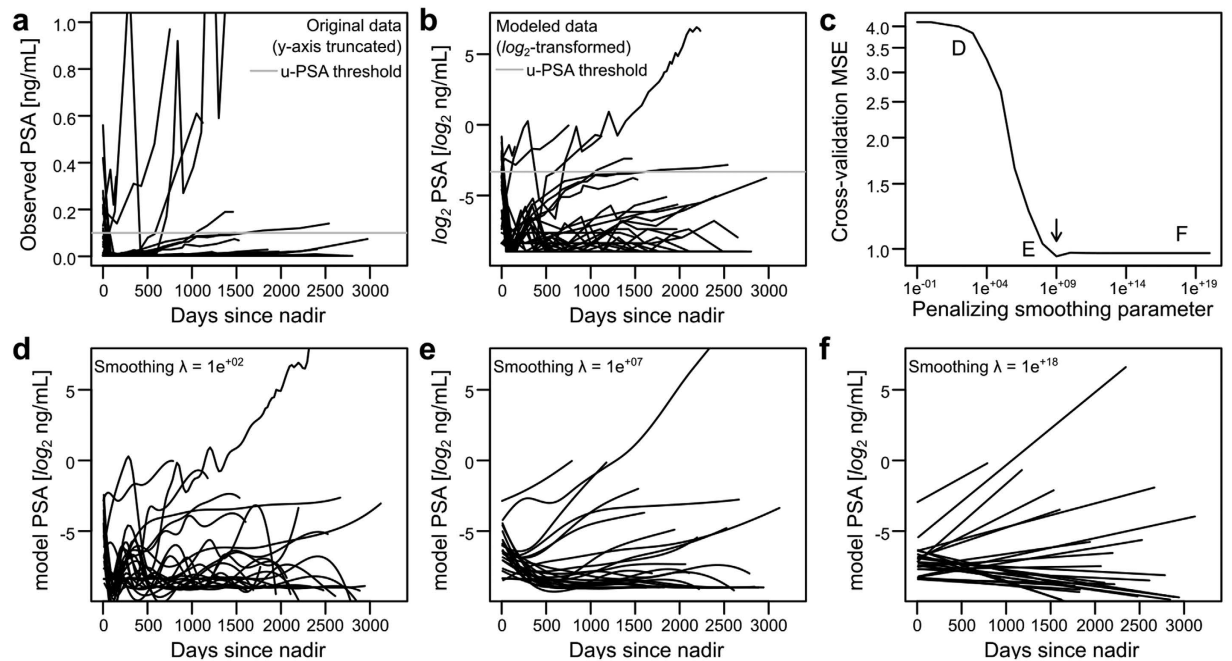 a
Original data
(y-axis truncated)
u-PSA threshold
Observed PSA [ng/mL]
1.0
0.8
0.6
0.4
0.2
0.0
0 500 1000 1500 2000 2500 3000
Days since nadir
b
Modeled data
(log2-transformed)
u-PSA threshold
log2 PSA [log2 ng/mL]
5
0
-5
0 500 1000 1500 2000 2500 3000
Days since nadir
c
Cross-validation MSE
4.0
3.5
3.0
2.5
2.0
1.5
1.0
D
E
F
1e-01 1e+04 1e+09 1e+14 1e+19
Penalizing smoothing parameter
d
Smoothing λ = 1e+02
model PSA [log2 ng/mL]
5
0
-5
0 500 1000 1500 2000 2500 3000
Days since nadir
e
Smoothing λ = 1e+07
model PSA [log2 ng/mL]
5
0
-5
0 500 1000 1500 2000 2500 3000
Days since nadir
f
Smoothing λ = 1e+18
model PSA [log2 ng/mL]
5
0
-5
0 500 1000 1500 2000 2500 3000
Days since nadir